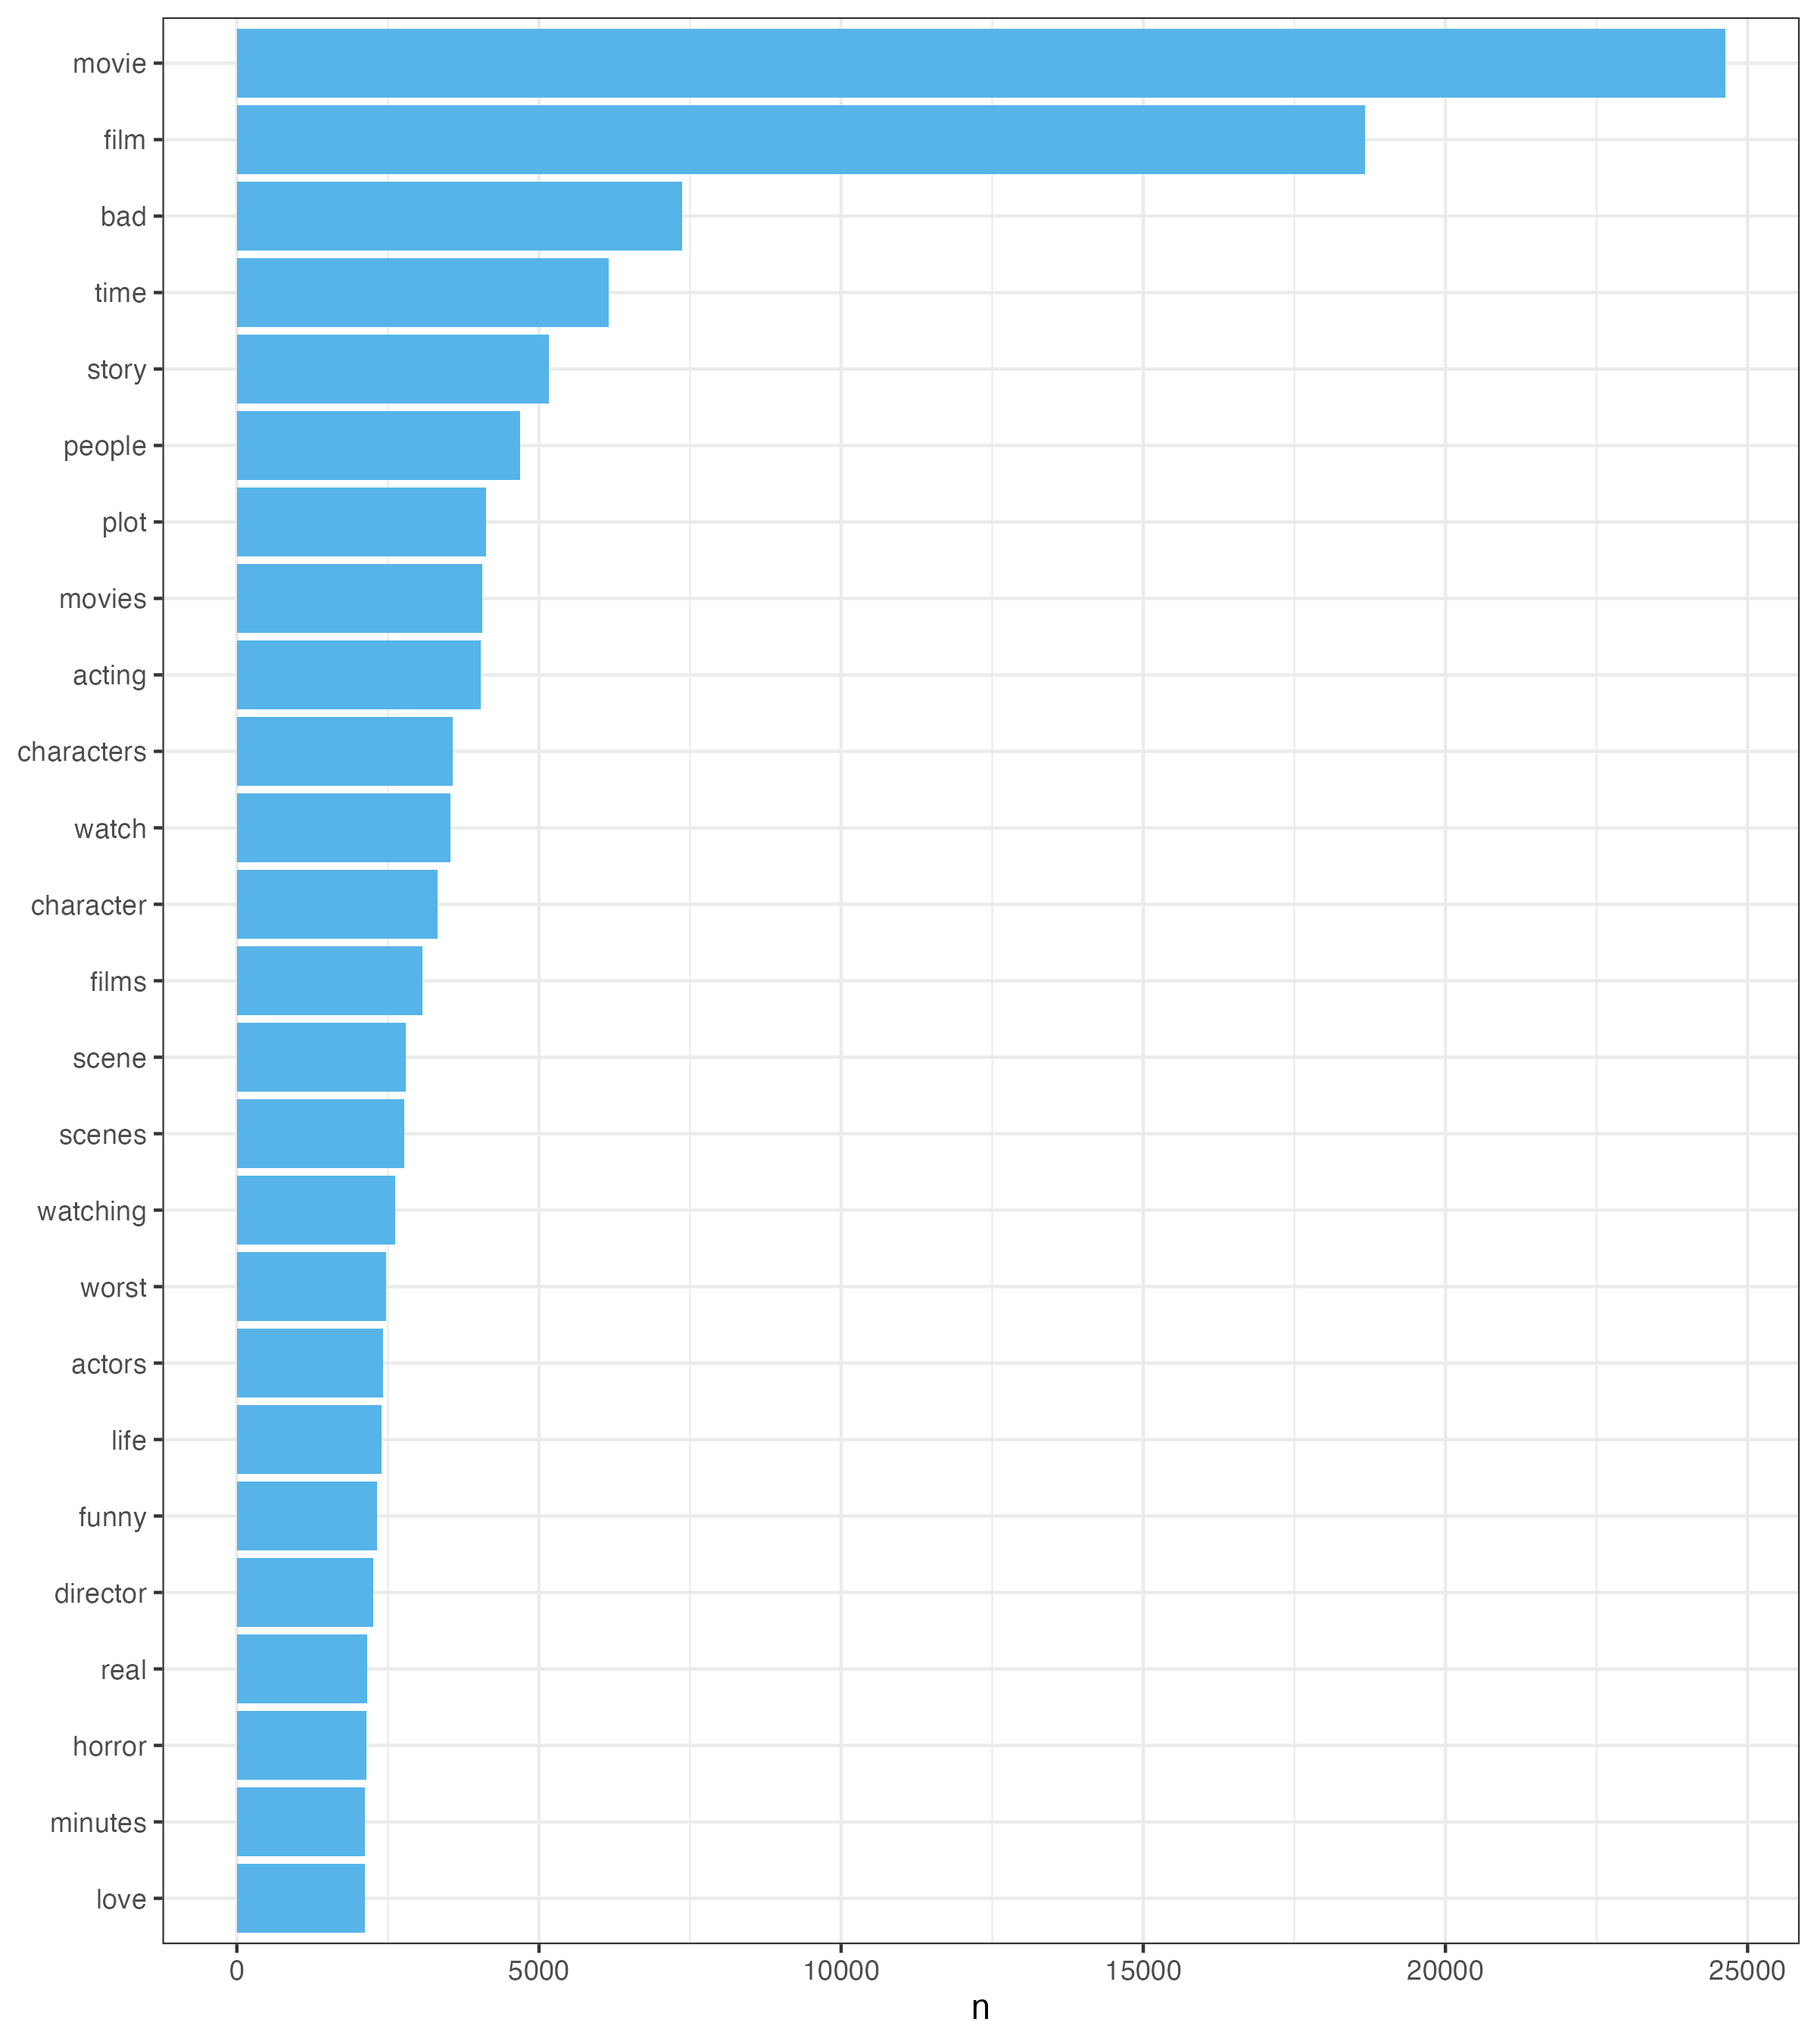 movie
film
bad
time
story
people
plot
movies
acting
characters
watch
character
films
scene
scenes
watching
worst
actors
life
funny
director
real
horror
minutes
love
0 5000 10000 15000 20000 25000
n